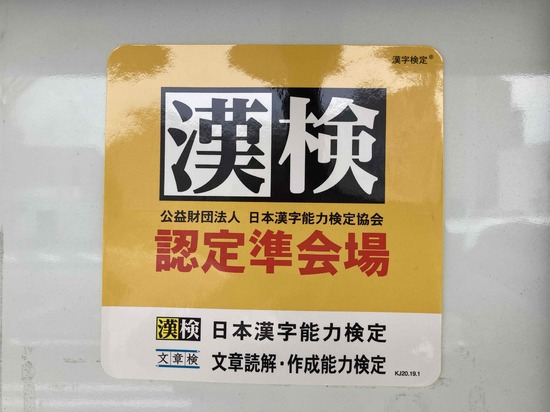 漢字検定®
漢検
公益財団法人 日本漢字能力検定協会
認定準会場
漢検 日本漢字能力検定
文章検 文章読解・作成能力検定
KJ20.19.1